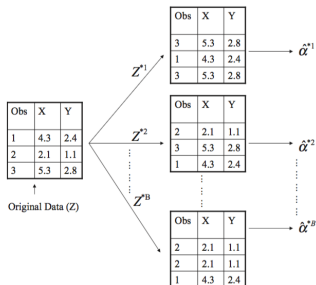 Obs X Y
1 4.3 2.4
2 2.1 1.1
3 5.3 2.8
Original Data (Z)
Z*1
Z*2
Z*B
Obs X Y
3 5.3 2.8
1 4.3 2.4
3 5.3 2.8
α̂*1
Obs X Y
2 2.1 1.1
3 5.3 2.8
1 4.3 2.4
α̂*2
Obs X Y
2 2.1 1.1
2 2.1 1.1
1 4.3 2.4
α̂*B